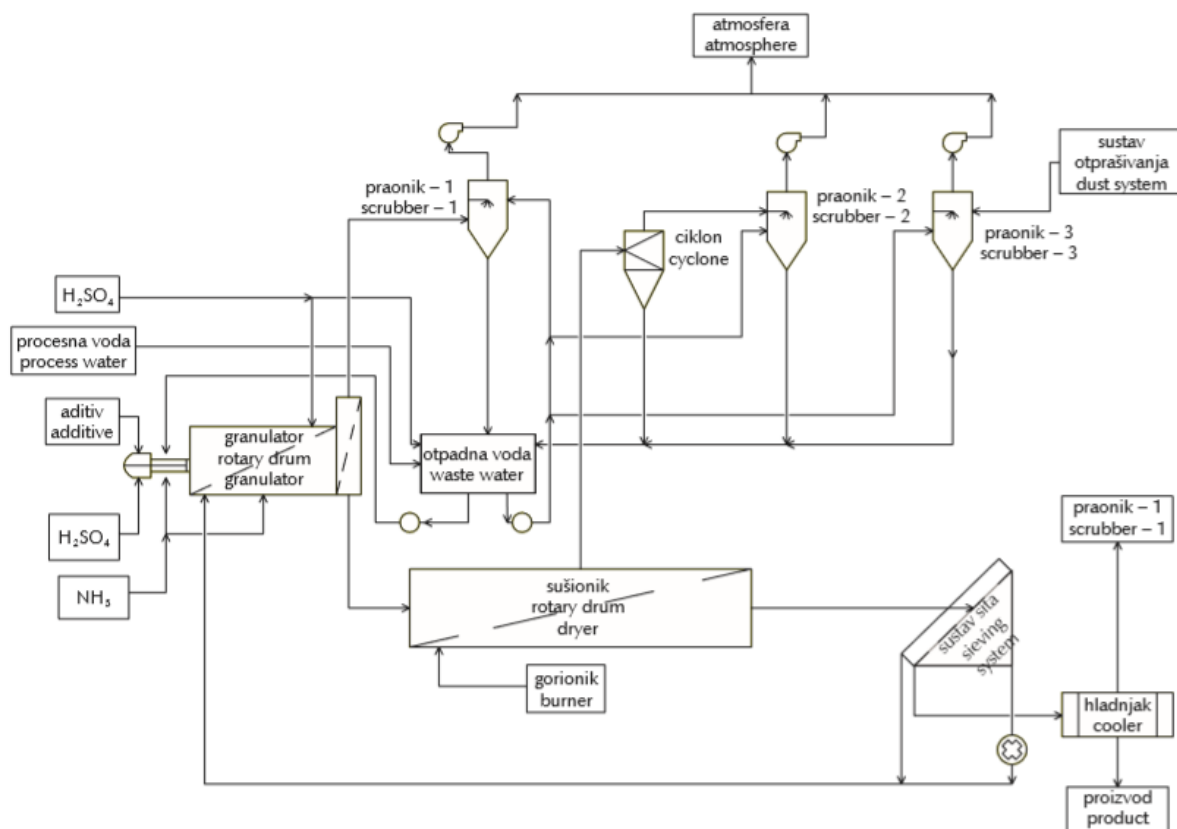 atmosfera
atmosphere
sustav
otprašivanja
dust system
praonik – 1
scrubber – 1
praonik – 2
scrubber – 2
praonik – 3
scrubber – 3
ciklon
cyclone
H₂SO₄
procesna voda
process water
aditiv
additive
granulator
rotary drum
granulator
otpadna voda
waste water
H₂SO₄
NH₃
sušionik
rotary drum
dryer
gorionik
burner
sustav sita
sieving
system
praonik – 1
scrubber – 1
hladnjak
cooler
proizvod
product